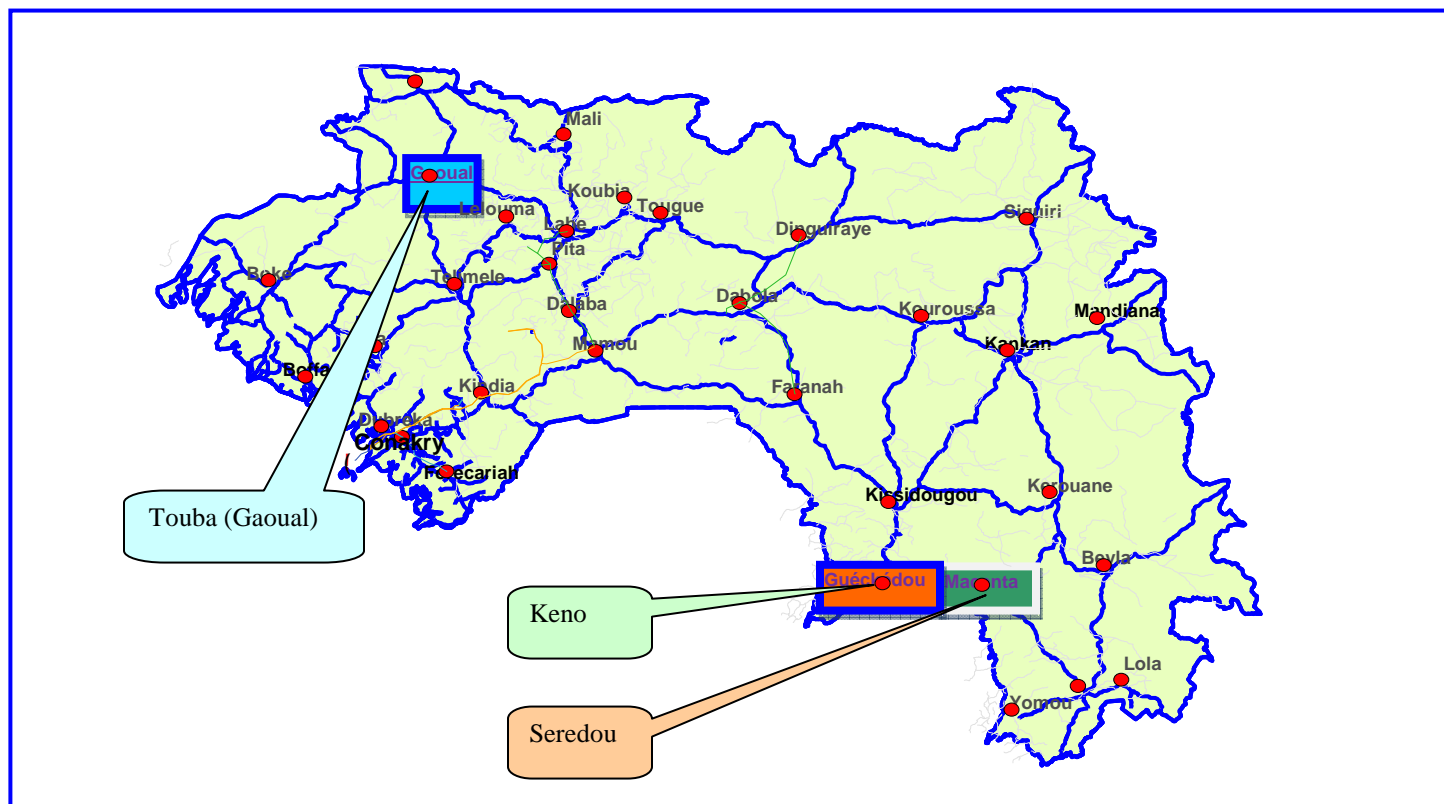 Mali
Gaoual
Koubia
Tougue
Lelouma
Labe
Siguiri
Dinguiraye
Pita
Boke
Telimele
Dalaba
Dabola
Kouroussa
Mandiana
Mamou
Kankan
Boffa
Kindia
Faranah
Dubreka
Conakry
Forecariah
Kissidougou
Kerouane
Touba (Gaoual)
Beyla
Guéckédou
Macenta
Keno
Lola
Yomou
Seredou